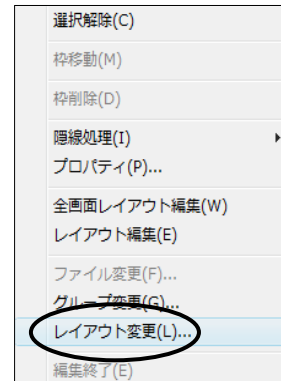 選択解除(C)
枠移動(M)
枠削除(D)
隠線処理(I)
プロパティ(P)...
全画面レイアウト編集(W)
レイアウト編集(E)
ファイル変更(F)...
グループ変更(G)...
レイアウト変更(L)...
編集終了(E)